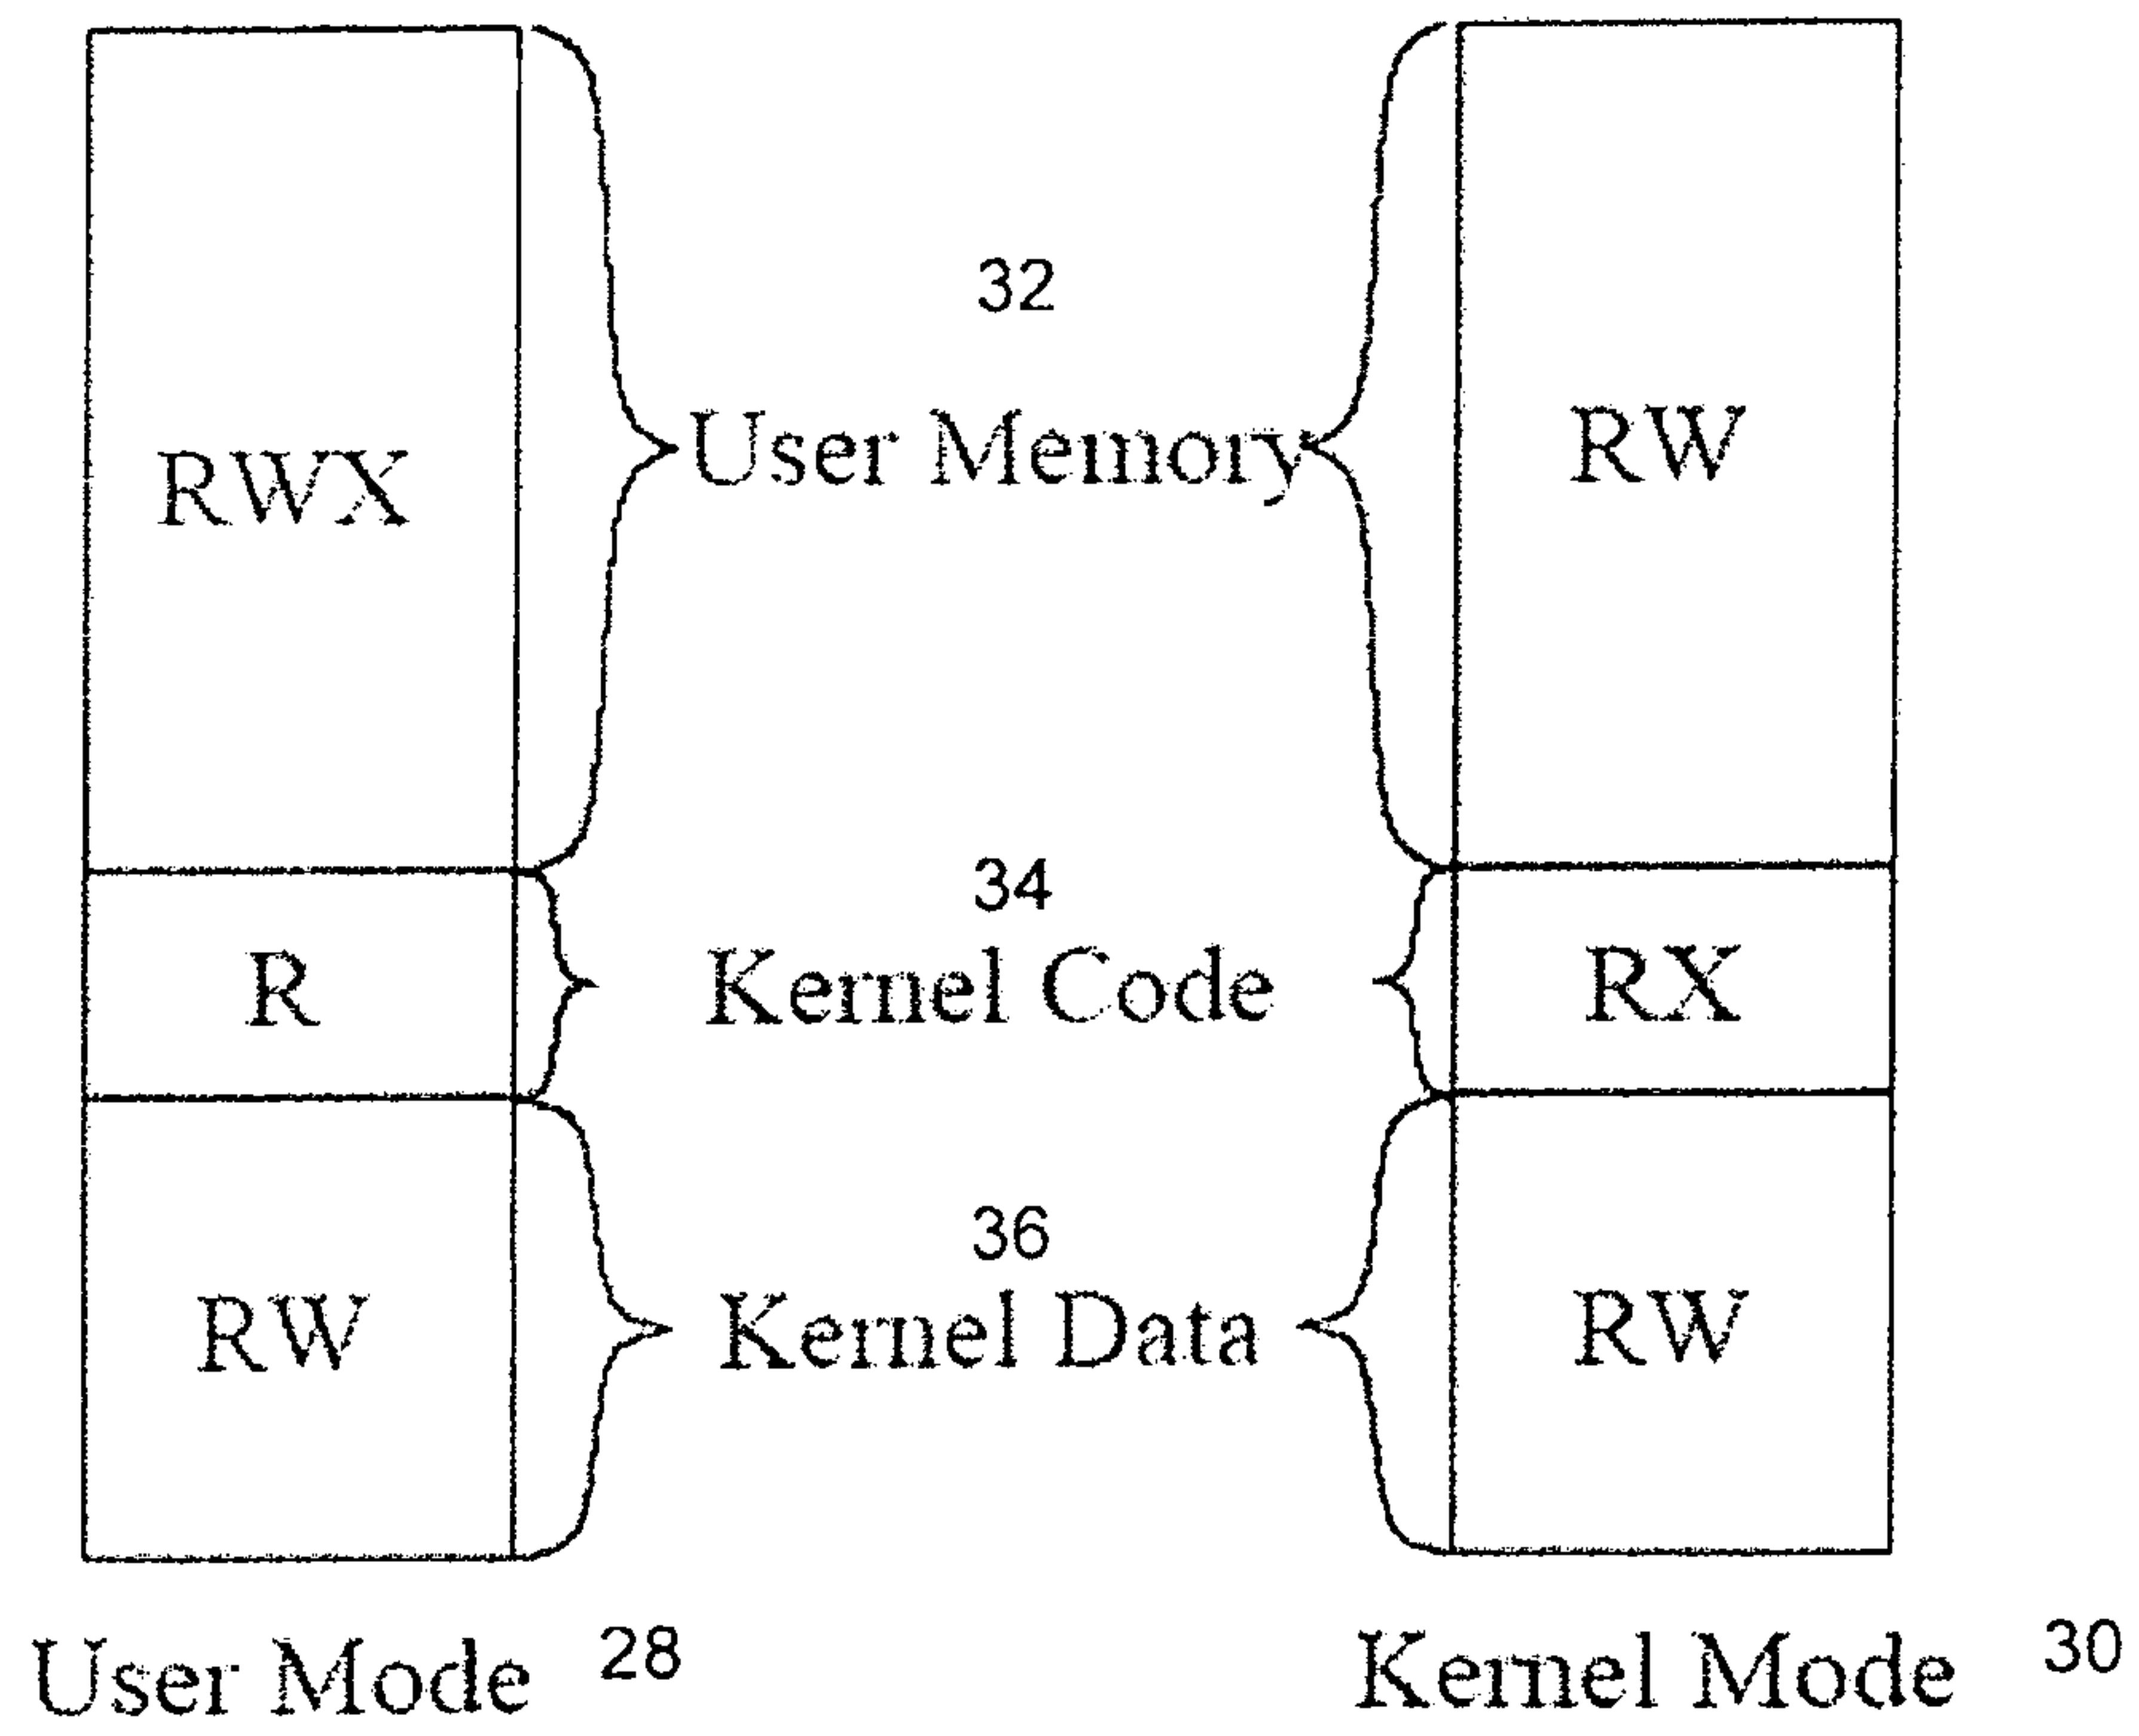 32
RWX
User Memory
RW
34
R
Kernel Code
RX
36
RW
Kernel Data
RW
User Mode
28
Kernel Mode
30